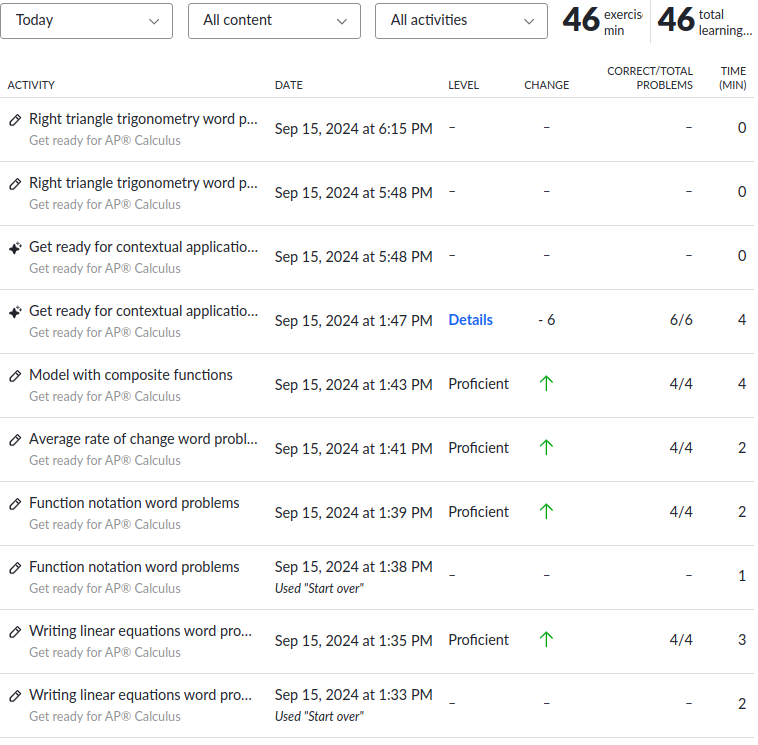 Today All content All activities 46 exercis min 46 total learning...
ACTIVITY DATE LEVEL CHANGE CORRECT/TOTAL PROBLEMS TIME (MIN)
Right triangle trigonometry word p... Sep 15, 2024 at 6:15 PM – – – 0
Get ready for AP® Calculus
Right triangle trigonometry word p... Sep 15, 2024 at 5:48 PM – – – 0
Get ready for AP® Calculus
Get ready for contextual applicatio... Sep 15, 2024 at 5:48 PM – – – 0
Get ready for AP® Calculus
Get ready for contextual applicatio... Sep 15, 2024 at 1:47 PM Details - 6 6/6 4
Get ready for AP® Calculus
Model with composite functions Sep 15, 2024 at 1:43 PM Proficient ↑ 4/4 4
Get ready for AP® Calculus
Average rate of change word probl... Sep 15, 2024 at 1:41 PM Proficient ↑ 4/4 2
Get ready for AP® Calculus
Function notation word problems Sep 15, 2024 at 1:39 PM Proficient ↑ 4/4 2
Get ready for AP® Calculus
Function notation word problems Sep 15, 2024 at 1:38 PM – – – 1
Get ready for AP® Calculus Used "Start over"
Writing linear equations word pro... Sep 15, 2024 at 1:35 PM Proficient ↑ 4/4 3
Get ready for AP® Calculus
Writing linear equations word pro... Sep 15, 2024 at 1:33 PM – – – 2
Get ready for AP® Calculus Used "Start over"